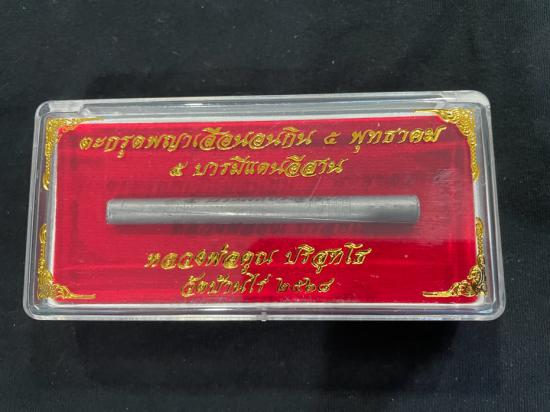 ตะกรุดพญาเสือนอนกิน ๕ พุทธาคม
๕ บารมีแดนอีสาน
หลวงพ่อคูณ ปริสุทโธ
วัดบ้านไร่ ๒๕๒๘